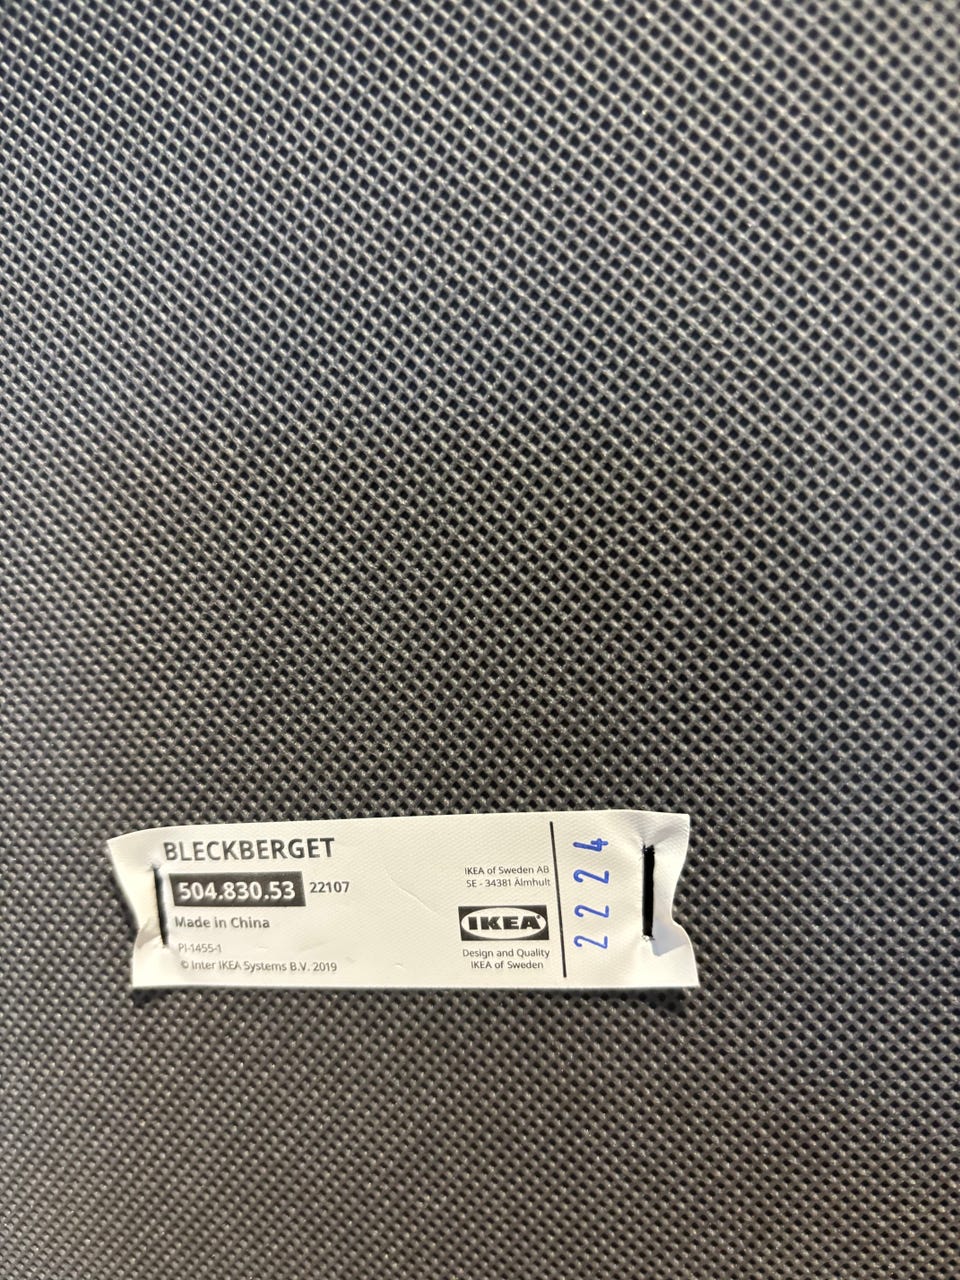 BLECKBERGET
504.830.53 22107
Made in China
PI-1455-1
© Inter IKEA Systems B.V. 2019
IKEA of Sweden AB
SE - 34381 Älmhult
IKEA®
Design and Quality
IKEA of Sweden
2224